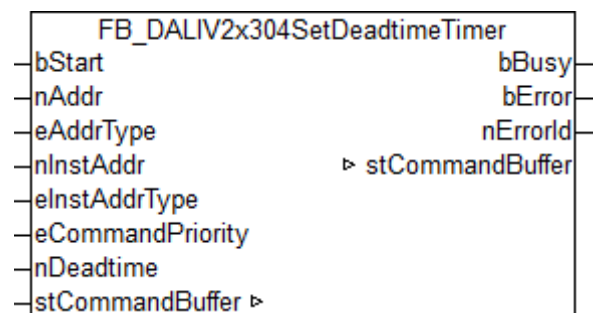 FB_DALIV2x304SetDeadtimeTimer
bStart bBusy
nAddr bError
eAddrType nErrorId
nInstAddr ▹ stCommandBuffer
eInstAddrType
eCommandPriority
nDeadtime
stCommandBuffer ▹